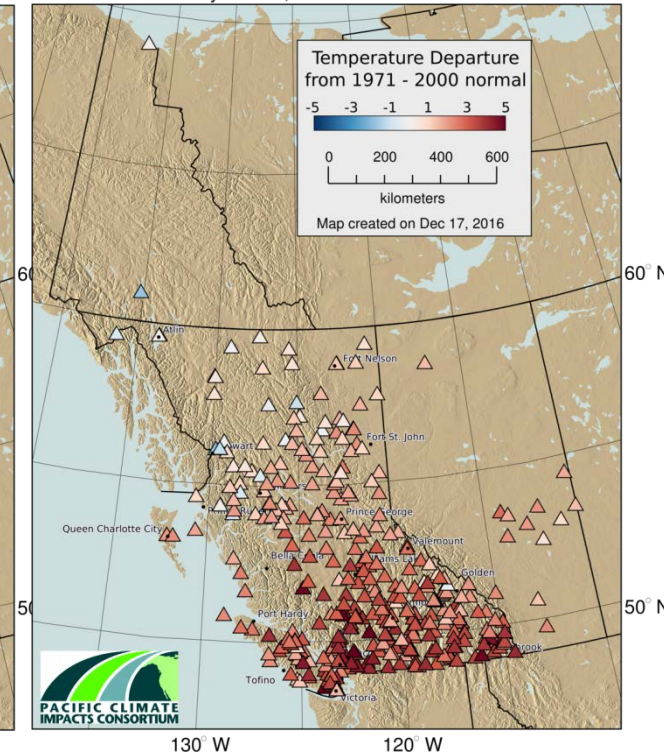 Temperature Departure
from 1971 - 2000 normal
-5 -3 -1 1 3 5
0 200 400 600
kilometers
Map created on Dec 17, 2016
60
60° N
Atlin
Fort Nelson
Fort St. John
Prince George
Queen Charlotte City
Valemount
Golden
50
50° N
Port Hardy
Tofino
Victoria
PACIFIC CLIMATE
IMPACTS CONSORTIUM
130° W
120° W